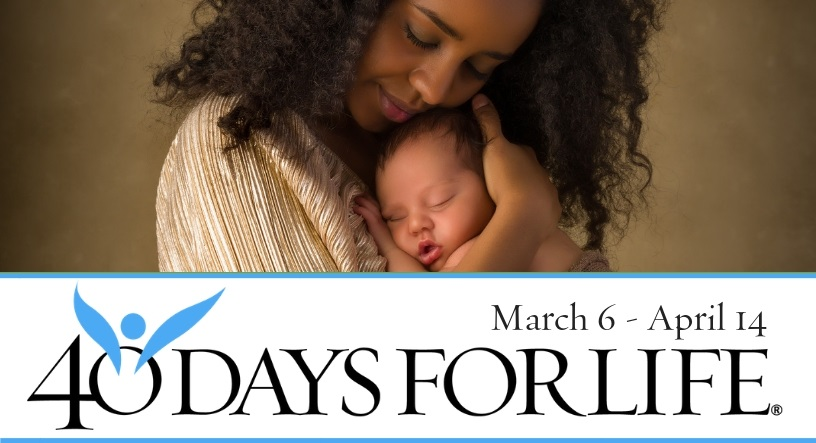 March 6 - April 14
40 DAYS FOR LIFE®